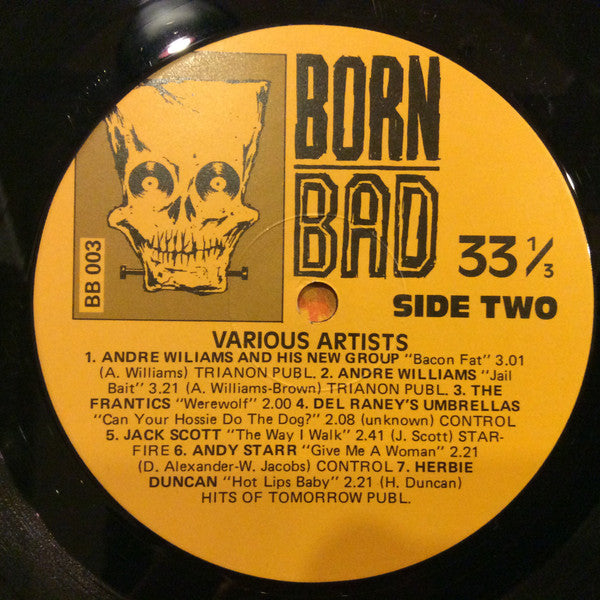 BORN
BAD
BB 003
33 1/3
SIDE TWO
VARIOUS ARTISTS
1. ANDRE WILIAMS AND HIS NEW GROUP "Bacon Fat" 3.01
(A. Williams) TRIANON PUBL. 2. ANDRE WILLIAMS "Jail
Bait" 3.21 (A. Williams-Brown) TRIANON PUBL. 3. THE
FRANTICS "Werewolf" 2.00 4. DEL RANEY'S UMBRELLAS
"Can Your Hossie Do The Dog?" 2.08 (unknown) CONTROL
5. JACK SCOTT "The Way I Walk" 2.41 (J. Scott) STAR-
FIRE 6. ANDY STARR "Give Me A Woman" 2.21
(D. Alexander-W. Jacobs) CONTROL 7. HERBIE
DUNCAN "Hot Lips Baby" 2.21 (H. Duncan)
HITS OF TOMORROW PUBL.